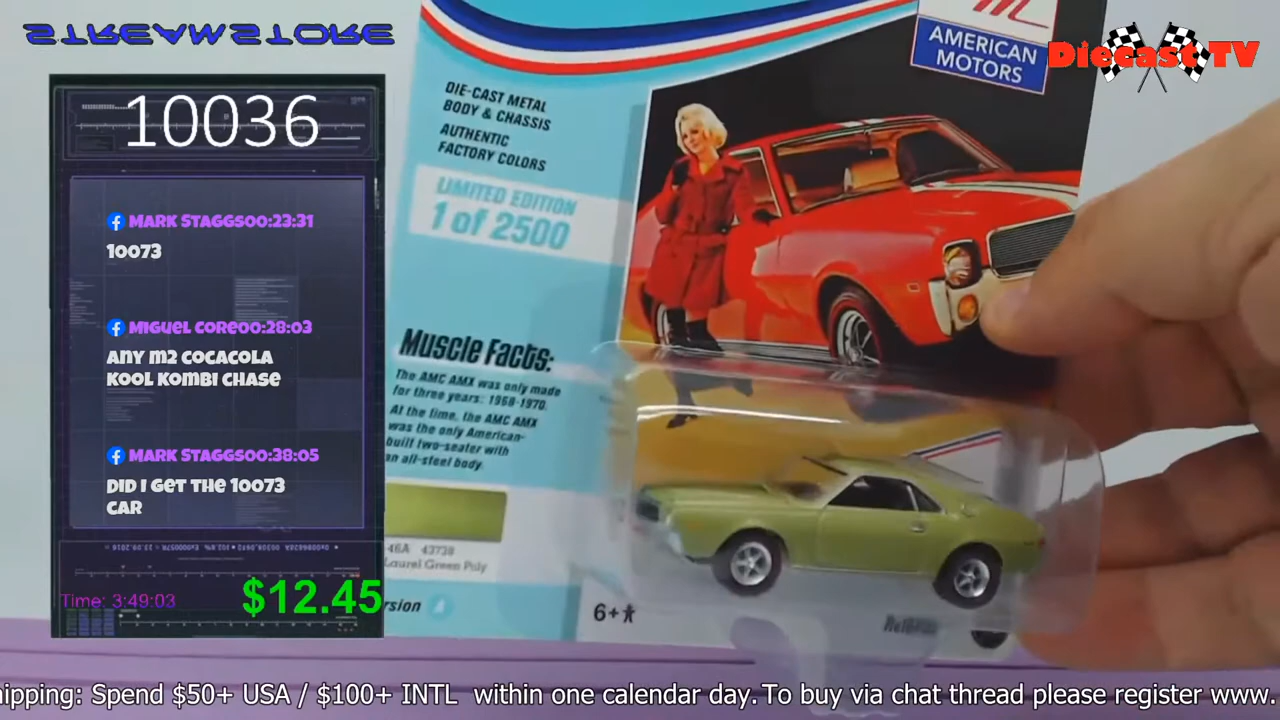 STREAMSTORE
10036
MARK STAGGS00:23:31
10073
MIGUEL CORE00:28:03
ANY M2 COCACOLA
KOOL KOMBI CHASE
MARK STAGGS00:38:05
DID I GET THE 10073
CAR
Time: 3:49:03
$12.45
DIE-CAST METAL
BODY & CHASSIS
AUTHENTIC
FACTORY COLORS
LIMITED EDITION
1 of 2500
AMERICAN
MOTORS
Diecast TV
Muscle Facts:
The AMC AMX was only made
for three years: 1968-1970.
At the time, the AMC AMX
was the only American-
built two-seater with
an all-steel body.
46A 43738
Laurel Green Poly
rsion
6+
hipping: Spend $50+ USA / $100+ INTL within one calendar day. To buy via chat thread please register www.